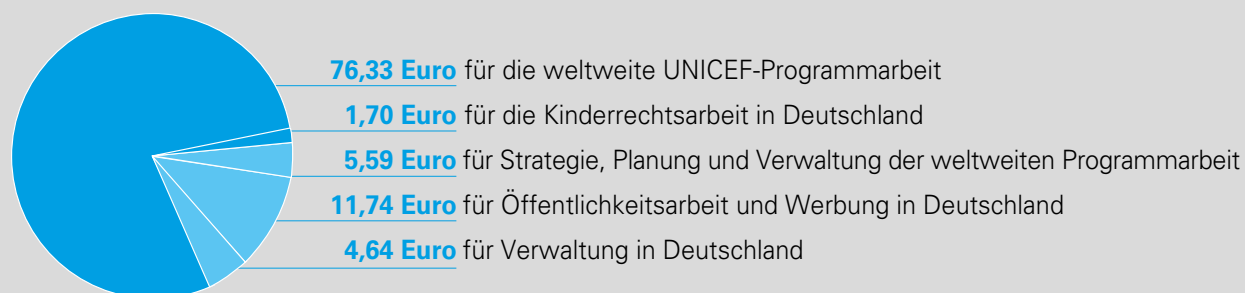 76,33 Euro für die weltweite UNICEF-Programmarbeit
1,70 Euro für die Kinderrechtsarbeit in Deutschland
5,59 Euro für Strategie, Planung und Verwaltung der weltweiten Programmarbeit
11,74 Euro für Öffentlichkeitsarbeit und Werbung in Deutschland
4,64 Euro für Verwaltung in Deutschland